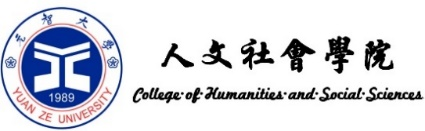 元智大學
1989
YUAN ZE UNIVERSITY
人文社會學院
College of Humanities and Social Sciences